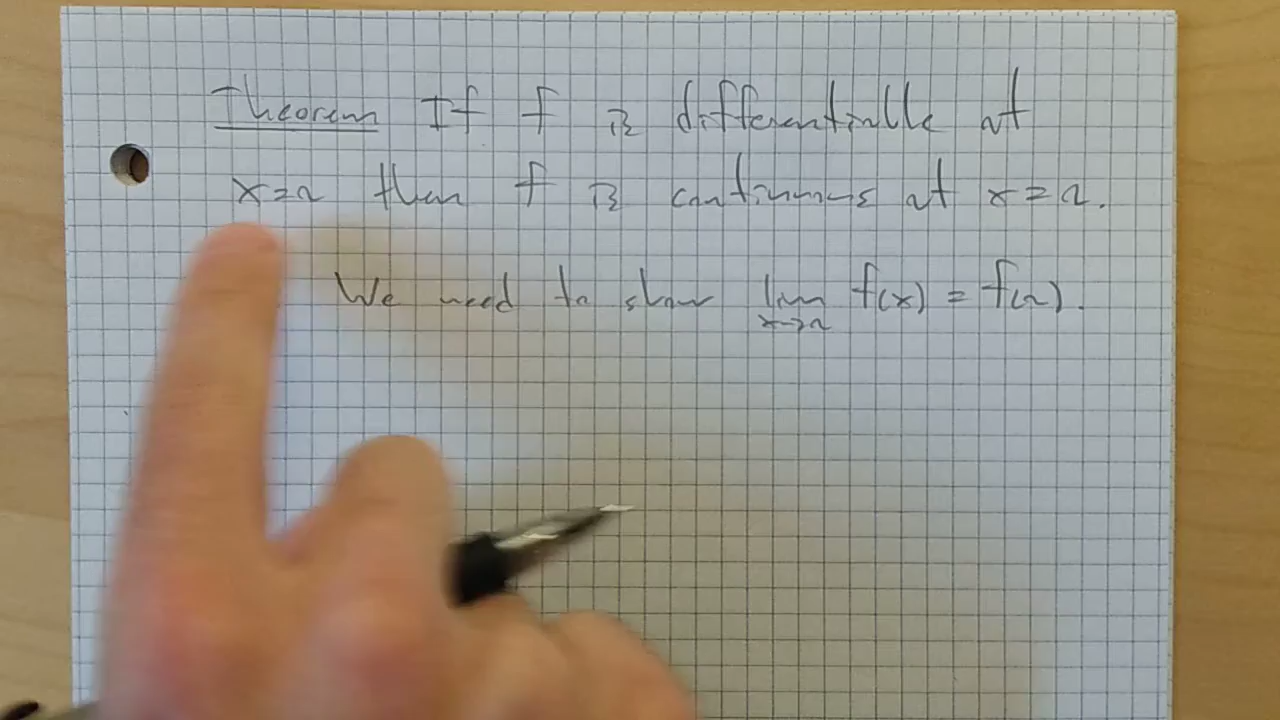 Theorem If f is differentiable at
x=a then f is continuous at x=a.
We need to show lim f(x) = f(a).
x→a